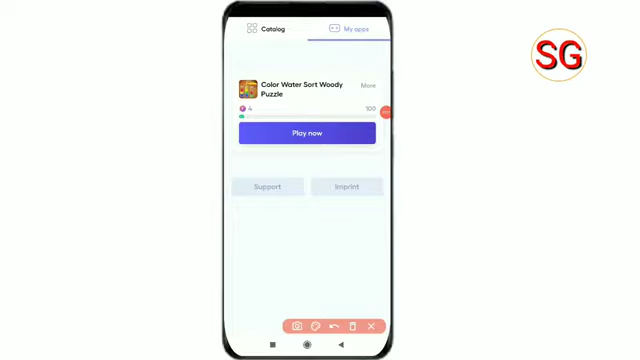 Catalog
My apps
SG
Color Water Sort Woody
Puzzle
More
4
100
Play now
Support
Imprint